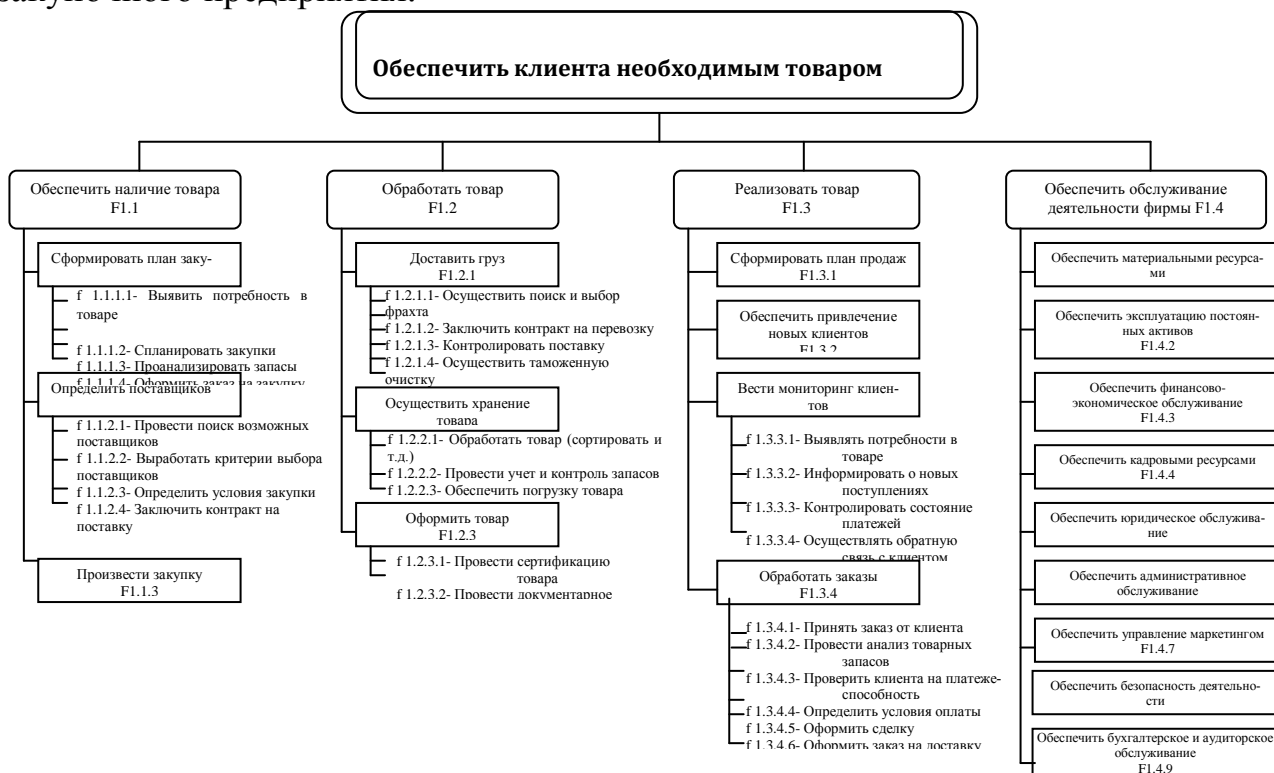 закупочного предприятия.
Обеспечить клиента необходимым товаром
Обеспечить наличие товара
F1.1
Сформировать план заку-
f 1.1.1.1- Выявить потребность в
товаре
f 1.1.1.2- Спланировать закупки
f 1.1.1.3- Проанализировать запасы
f 1.1.1.4- Оформить заказ на закупку
Определить поставщиков
f 1.1.2.1- Провести поиск возможных
поставщиков
f 1.1.2.2- Выработать критерии выбора
поставщиков
f 1.1.2.3- Определить условия закупки
f 1.1.2.4- Заключить контракт на
поставку
Произвести закупку
F1.1.3
Обработать товар
F1.2
Доставить груз
F1.2.1
f 1.2.1.1- Осуществить поиск и выбор
фрахта
f 1.2.1.2- Заключить контракт на перевозку
f 1.2.1.3- Контролировать поставку
f 1.2.1.4- Осуществить таможенную
очистку
Осуществить хранение
товара
f 1.2.2.1- Обработать товар (сортировать и
т.д.)
f 1.2.2.2- Провести учет и контроль запасов
f 1.2.2.3- Обеспечить погрузку товара
Оформить товар
F1.2.3
f 1.2.3.1- Провести сертификацию
товара
f 1.2.3.2- Провести документарное
Реализовать товар
F1.3
Сформировать план продаж
F1.3.1
Обеспечить привлечение
новых клиентов
F1.3.2
Вести мониторинг клиен-
тов
f 1.3.3.1- Выявлять потребности в
товаре
f 1.3.3.2- Информировать о новых
поступлениях
f 1.3.3.3- Контролировать состояние
платежей
f 1.3.3.4- Осуществлять обратную
связь с клиентом
Обработать заказы
F1.3.4
f 1.3.4.1- Принять заказ от клиента
f 1.3.4.2- Провести анализ товарных
запасов
f 1.3.4.3- Проверить клиента на платеже-
способность
f 1.3.4.4- Определить условия оплаты
f 1.3.4.5- Оформить сделку
f 1.3.4.6- Оформить заказ на доставку
Обеспечить обслуживание
деятельности фирмы F1.4
Обеспечить материальными ресурса-
ми
Обеспечить эксплуатацию постоян-
ных активов
F1.4.2
Обеспечить финансово-
экономическое обслуживание
F1.4.3
Обеспечить кадровыми ресурсами
F1.4.4
Обеспечить юридическое обслужива-
ние
Обеспечить административное
обслуживание
Обеспечить управление маркетингом
F1.4.7
Обеспечить безопасность деятельно-
сти
Обеспечить бухгалтерское и аудиторское
обслуживание
F1.4.9